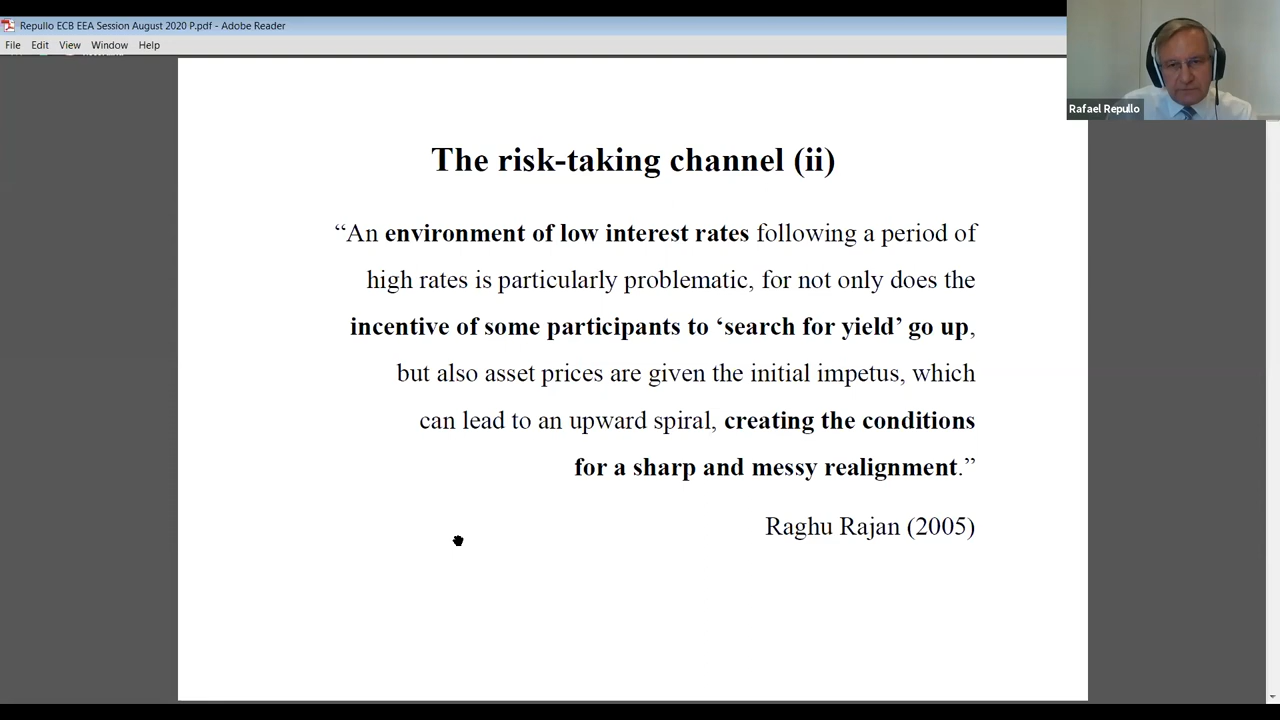 Repullo ECB EEA Session August 2020 P.pdf - Adobe Reader
File Edit View Window Help
Rafael Repullo
The risk-taking channel (ii)
“An environment of low interest rates following a period of
high rates is particularly problematic, for not only does the
incentive of some participants to ‘search for yield’ go up,
but also asset prices are given the initial impetus, which
can lead to an upward spiral, creating the conditions
for a sharp and messy realignment.”
Raghu Rajan (2005)